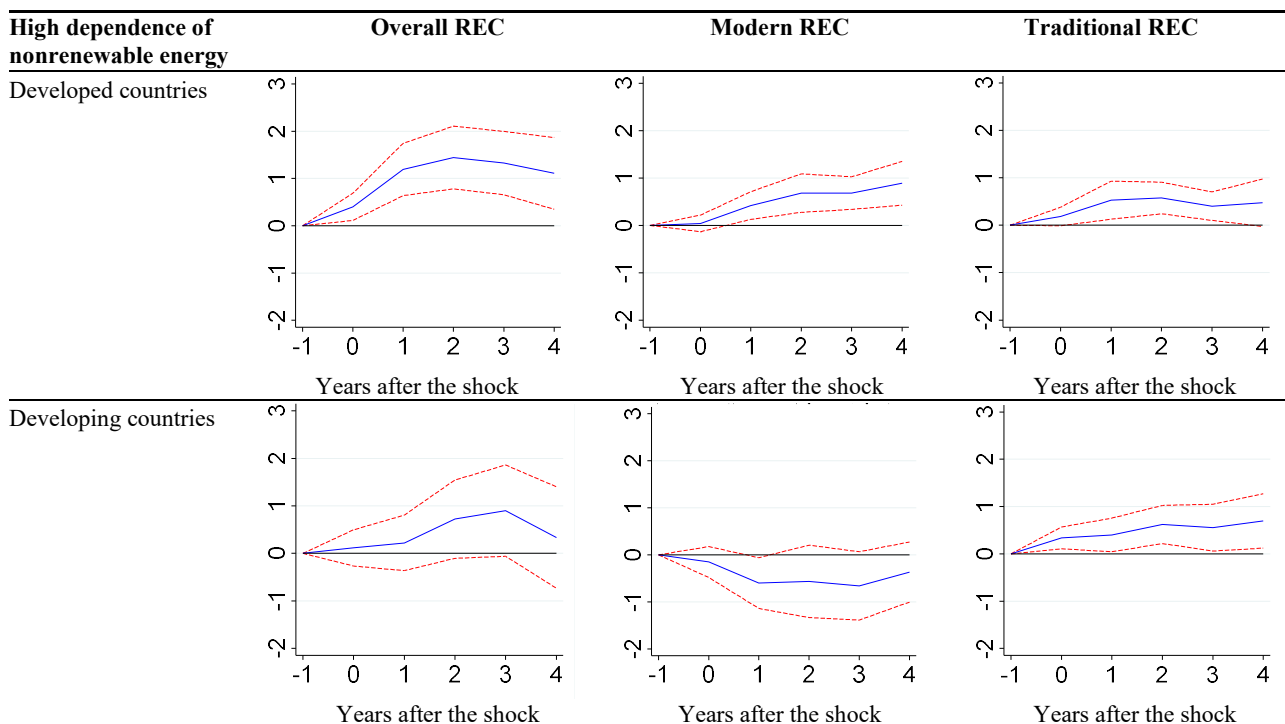 High dependence of nonrenewable energy
Overall REC
Modern REC
Traditional REC
Developed countries
3
2
1
0
-1
-2
-1 0 1 2 3 4
Years after the shock
3
2
1
0
-1
-2
-1 0 1 2 3 4
Years after the shock
3
2
1
0
-1
-2
-1 0 1 2 3 4
Years after the shock
Developing countries
3
2
1
0
-1
-2
-1 0 1 2 3 4
Years after the shock
3
2
1
0
-1
-2
-1 0 1 2 3 4
Years after the shock
3
2
1
0
-1
-2
-1 0 1 2 3 4
Years after the shock